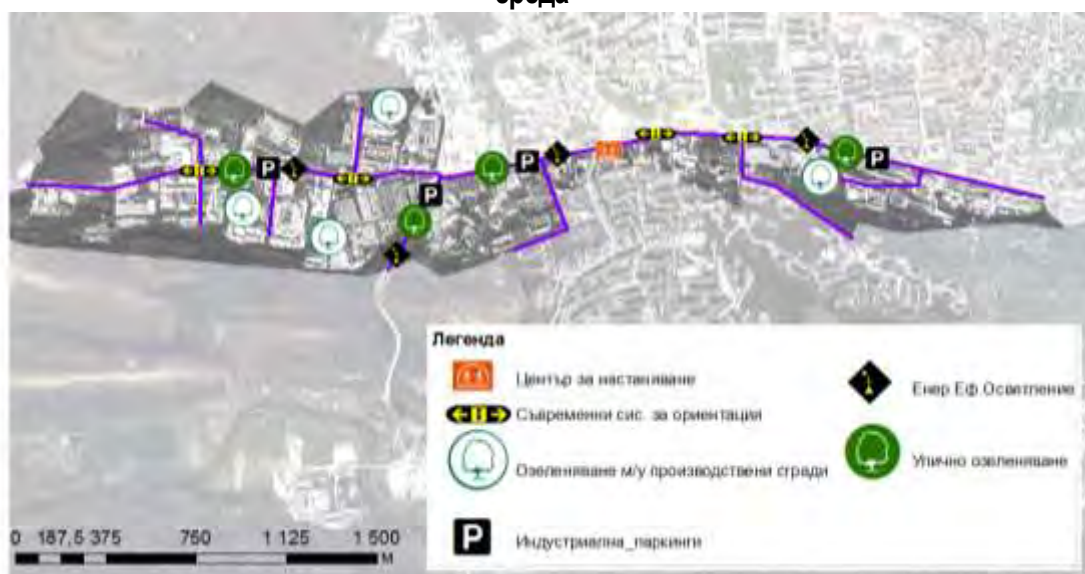 среда
P
P
P
P
Легенда
Център за настаняване
Съвременни сис. за ориентация
Озеленяване м/у производствени сгради
P
Индустриална_паркинги
Енер.Еф.Осветление
Улично озеленяване
0 187,5 375 750 1 125 1 500
М